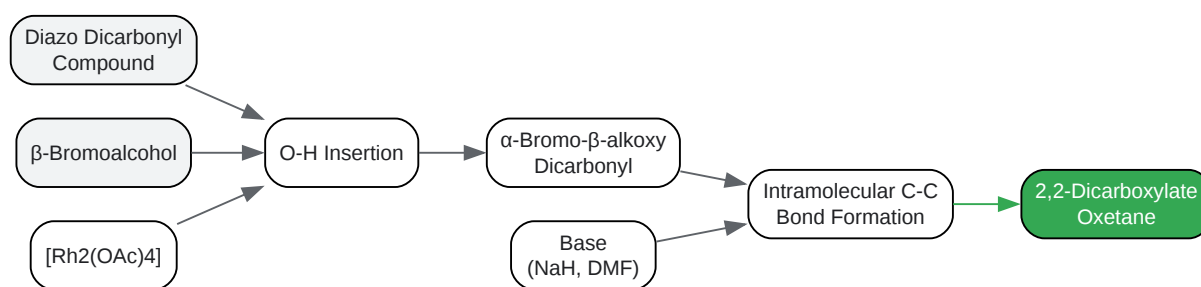 Diazo Dicarbonyl
Compound
β-Bromoalcohol
[Rh2(OAc)4]
O-H Insertion
α-Bromo-β-alkoxy
Dicarbonyl
Base
(NaH, DMF)
Intramolecular C-C
Bond Formation
2,2-Dicarboxylate
Oxetane